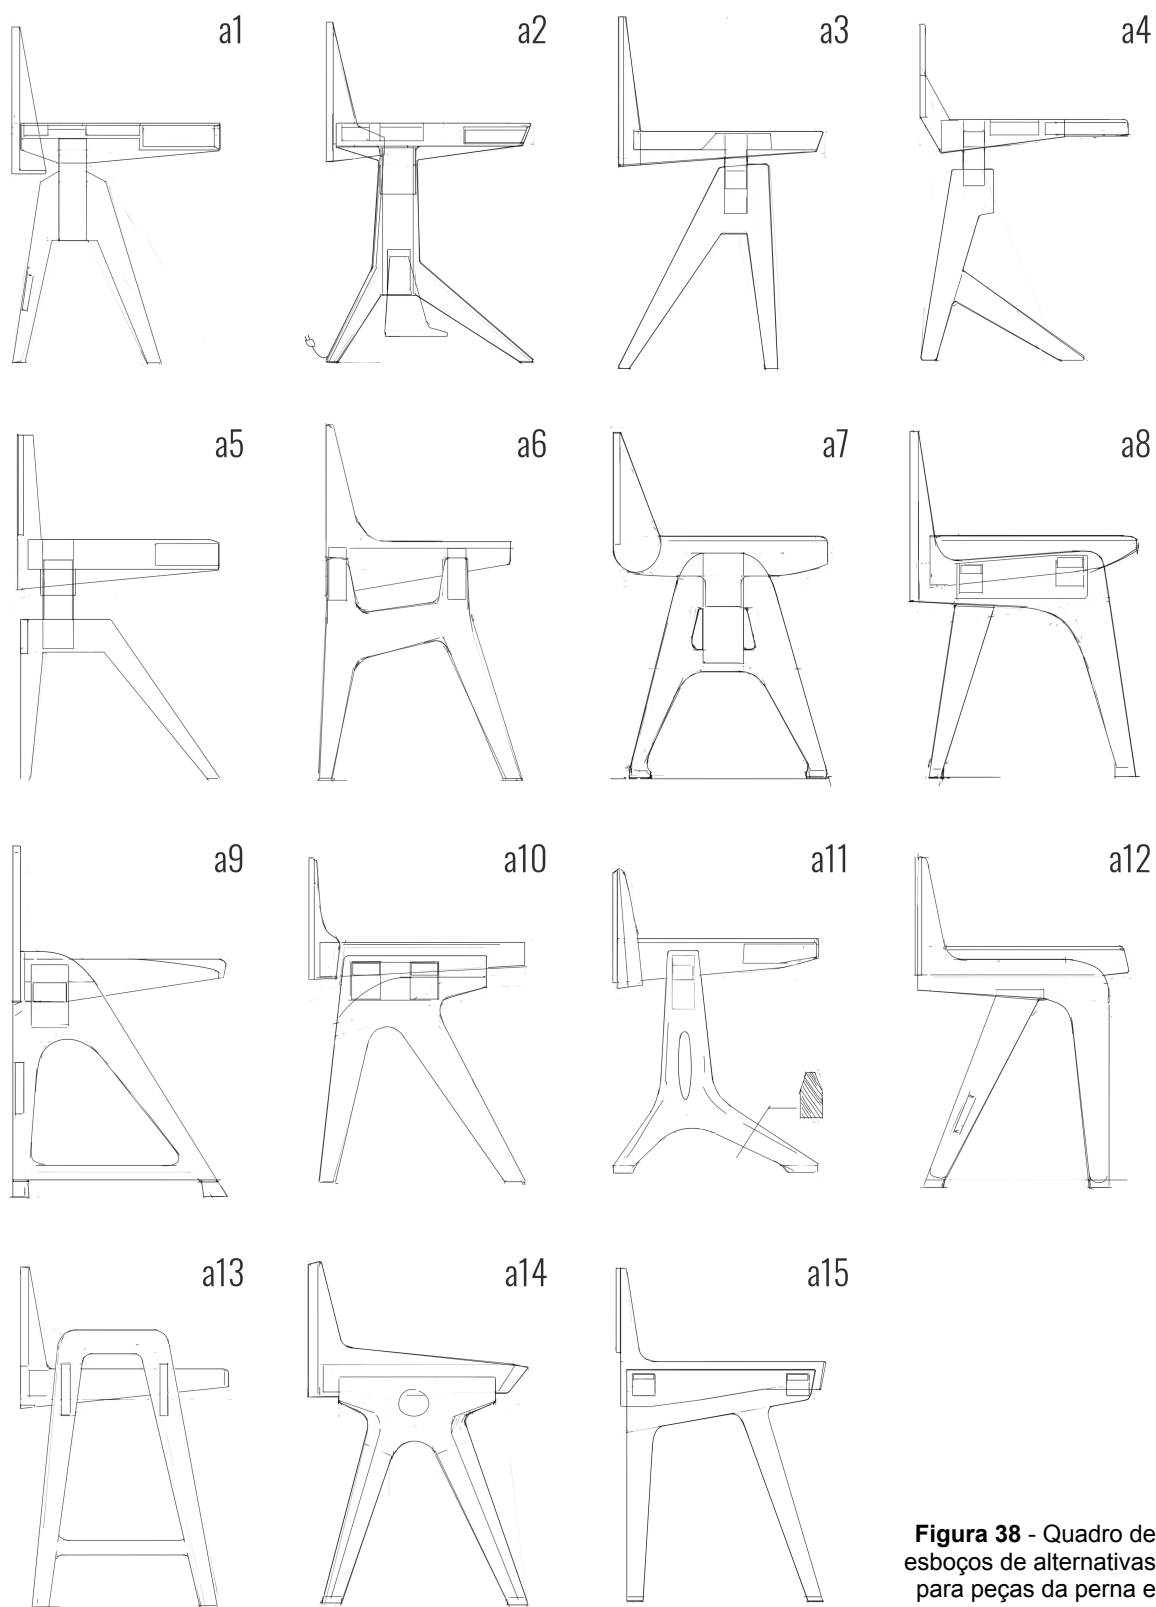 a1
a2
a3
a4
a5
a6
a7
a8
a9
a10
a11
a12
a13
a14
a15
Figura 38 - Quadro de
esboços de alternativas
para peças da perna e